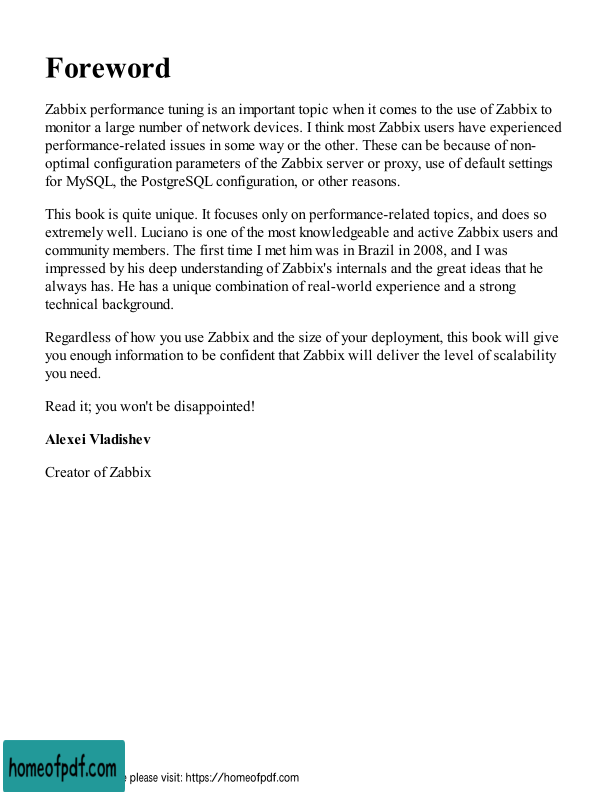 Foreword
Zabbix performance tuning is an important topic when it comes to the use of Zabbix to
monitor a large number of network devices. I think most Zabbix users have experienced
performance-related issues in some way or the other. These can be because of non-
optimal configuration parameters of the Zabbix server or proxy, use of default settings
for MySQL, the PostgreSQL configuration, or other reasons.
This book is quite unique. It focuses only on performance-related topics, and does so
extremely well. Luciano is one of the most knowledgeable and active Zabbix users and
community members. The first time I met him was in Brazil in 2008, and I was
impressed by his deep understanding of Zabbix's internals and the great ideas that he
always has. He has a unique combination of real-world experience and a strong
technical background.
Regardless of how you use Zabbix and the size of your deployment, this book will give
you enough information to be confident that Zabbix will deliver the level of scalability
you need.
Read it; you won't be disappointed!
Alexei Vladishev
Creator of Zabbix
homeofpdf.com
please visit: https://homeofpdf.com